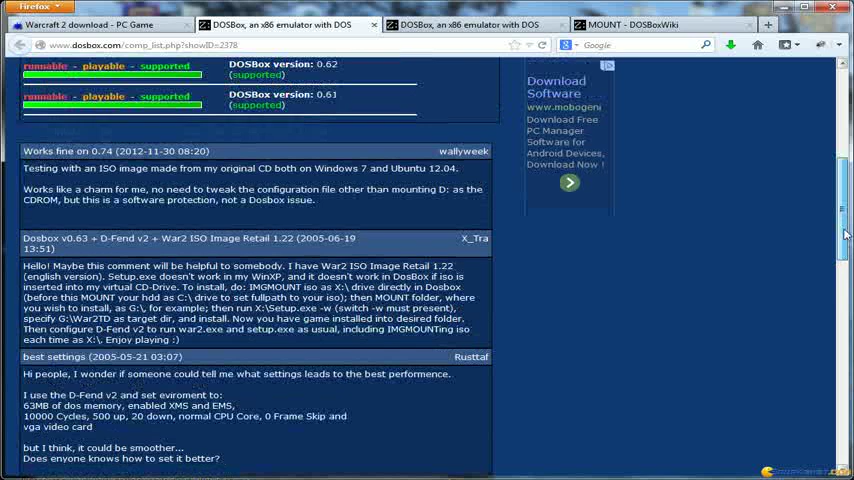 Firefox
Warcraft 2 download - PC Game
DOSBox, an x86 emulator with DOS
DOSBox, an x86 emulator with DOS
MOUNT - DOSBoxWiki
www.dosbox.com/comp_list.php?showID=2378
Google
runnable - playable - supported
DOSBox version: 0.62
(supported)
runnable - playable - supported
DOSBox version: 0.61
(supported)
Download
Software
www.mobogeni
Download Free
PC Manager
Software for
Android Devices,
Download Now !
Works fine on 0.74 (2012-11-30 08:20)
wallyweek
Testing with an ISO image made from my original CD both on Windows 7 and Ubuntu 12.04.
Works like a charm for me, no need to tweak the configuration file other than mounting D: as the
CDROM, but this is a software protection, not a Dosbox issue.
Dosbox v0.63 + D-Fend v2 + War2 ISO Image Retail 1.22 (2005-06-19
13:51)
X_Tra
Hello! Maybe this comment will be helpful to somebody. I have War2 ISO Image Retail 1.22
(english version). Setup.exe doesn't work in my WinXP, and it doesn't work in DosBox if iso is
inserted into my virtual CD-Drive. To install, do: IMGMOUNT iso as X:\ drive directly in Dosbox
(before this MOUNT your hdd as C:\ drive to set fullpath to your iso); then MOUNT folder, where
you wish to install, as G:\, for example; then run X:\Setup.exe -w (switch -w must present),
specify G:\War2TD as target dir, and install. Now you have game installed into desired folder.
Then configure D-Fend v2 to run war2.exe and setup.exe as usual, including IMGMOUNTing iso
each time as X:\. Enjoy playing :)
best settings (2005-05-21 03:07)
Rusttaf
Hi people, I wonder if someone could tell me what settings leads to the best performence.
I use the D-Fend v2 and set eviroment to:
63MB of dos memory, enabled XMS and EMS,
10000 Cycles, 500 up, 20 down, normal CPU Core, 0 Frame Skip and
vga video card
but I think, it could be smoother...
Does enyone knows how to set it better?